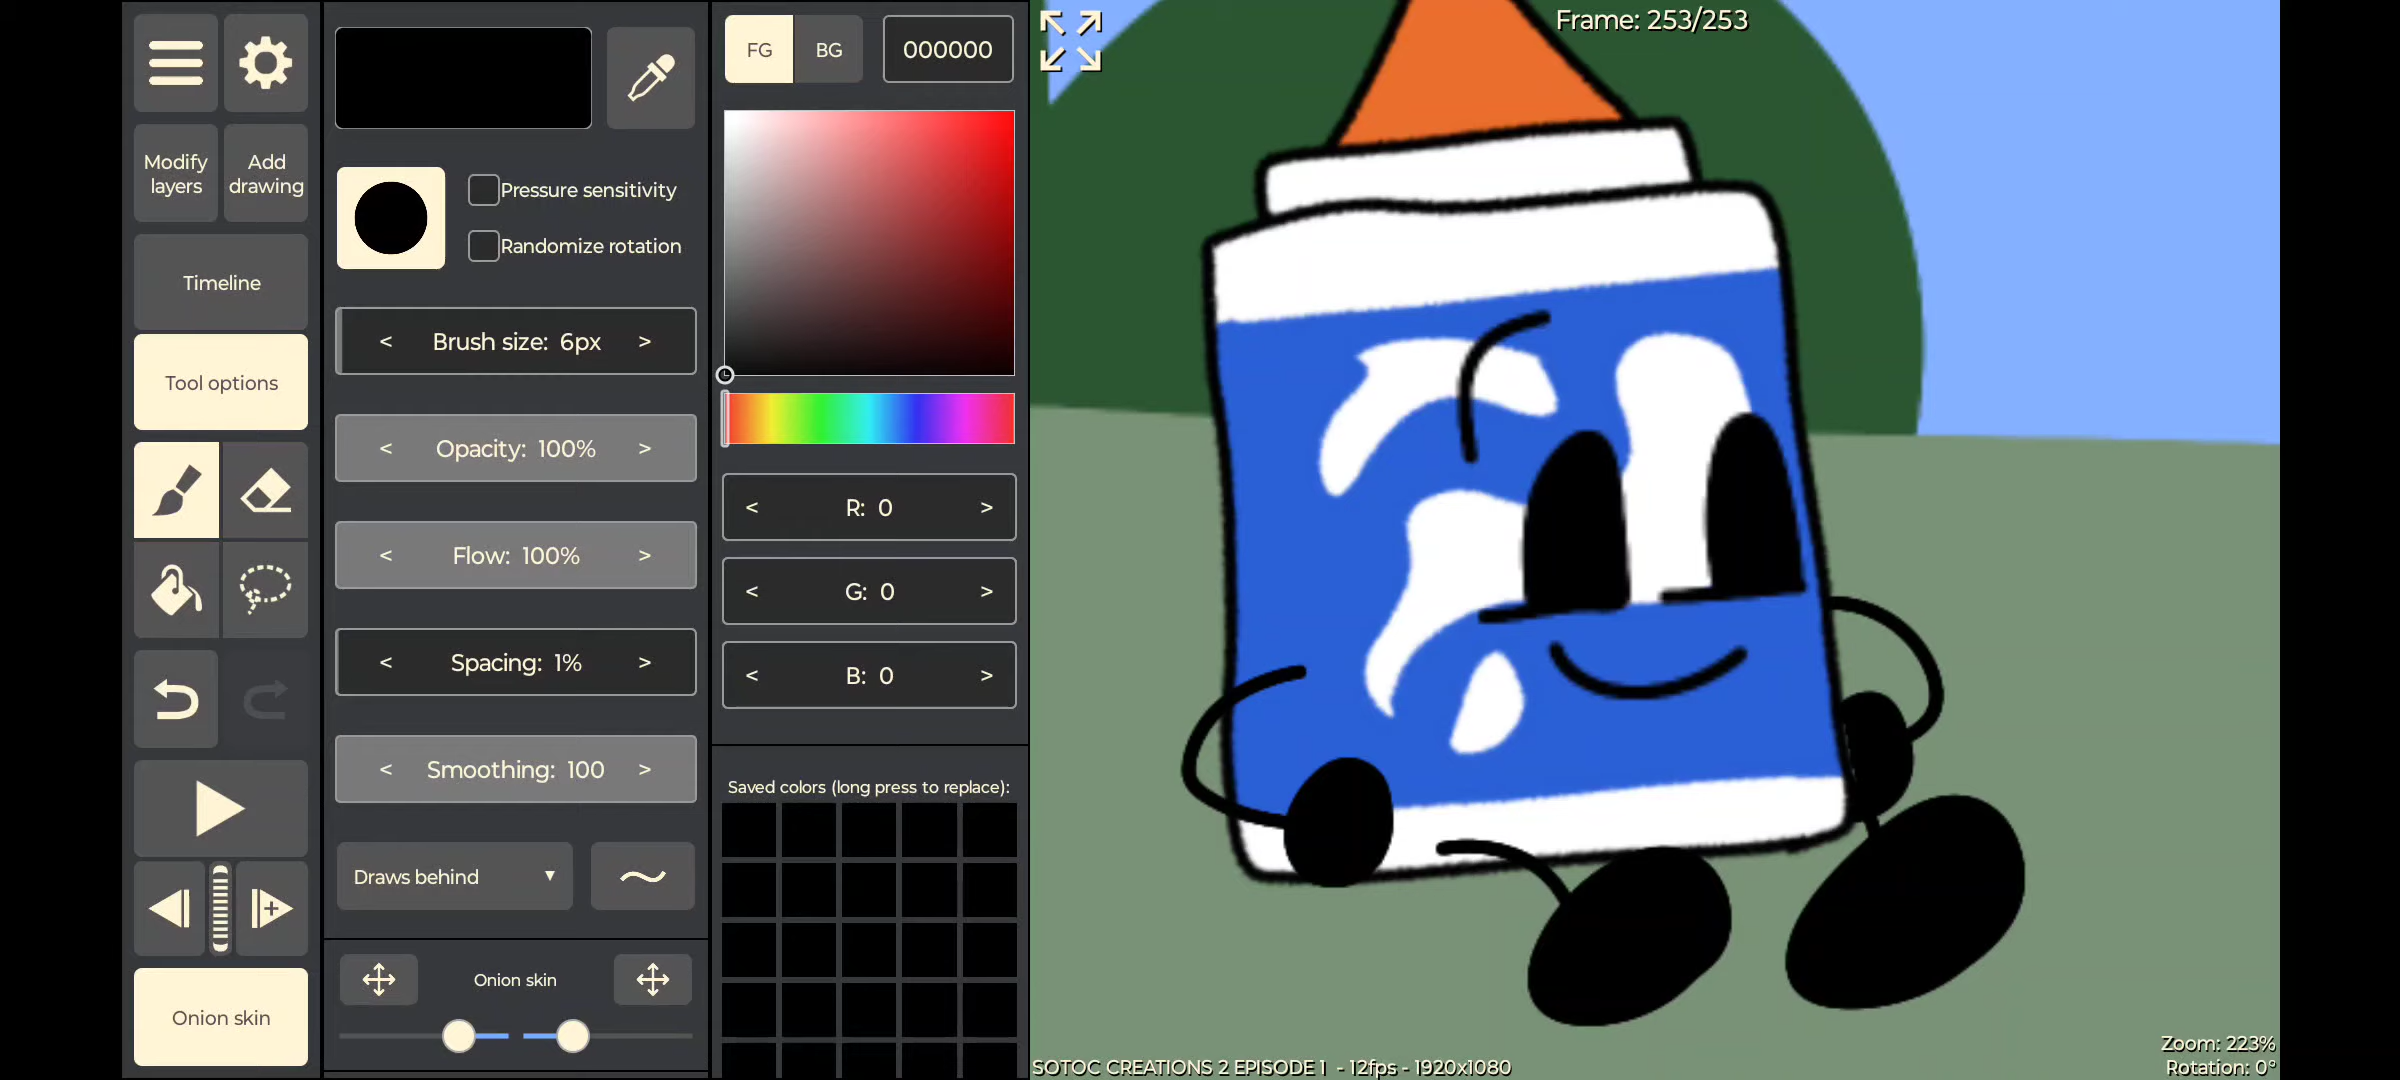 Modify layers
Add drawing
Timeline
Tool options
Onion skin
Pressure sensitivity
Randomize rotation
< Brush size: 6px >
< Opacity: 100% >
< Flow: 100% >
< Spacing: 1% >
< Smoothing: 100 >
Draws behind
Onion skin
FG BG 000000
< R: 0 >
< G: 0 >
< B: 0 >
Saved colors (long press to replace):
Frame: 253/253
SOTOC CREATIONS 2 EPISODE 1 - 12fps - 1920x1080
Zoom: 223%
Rotation: 0°